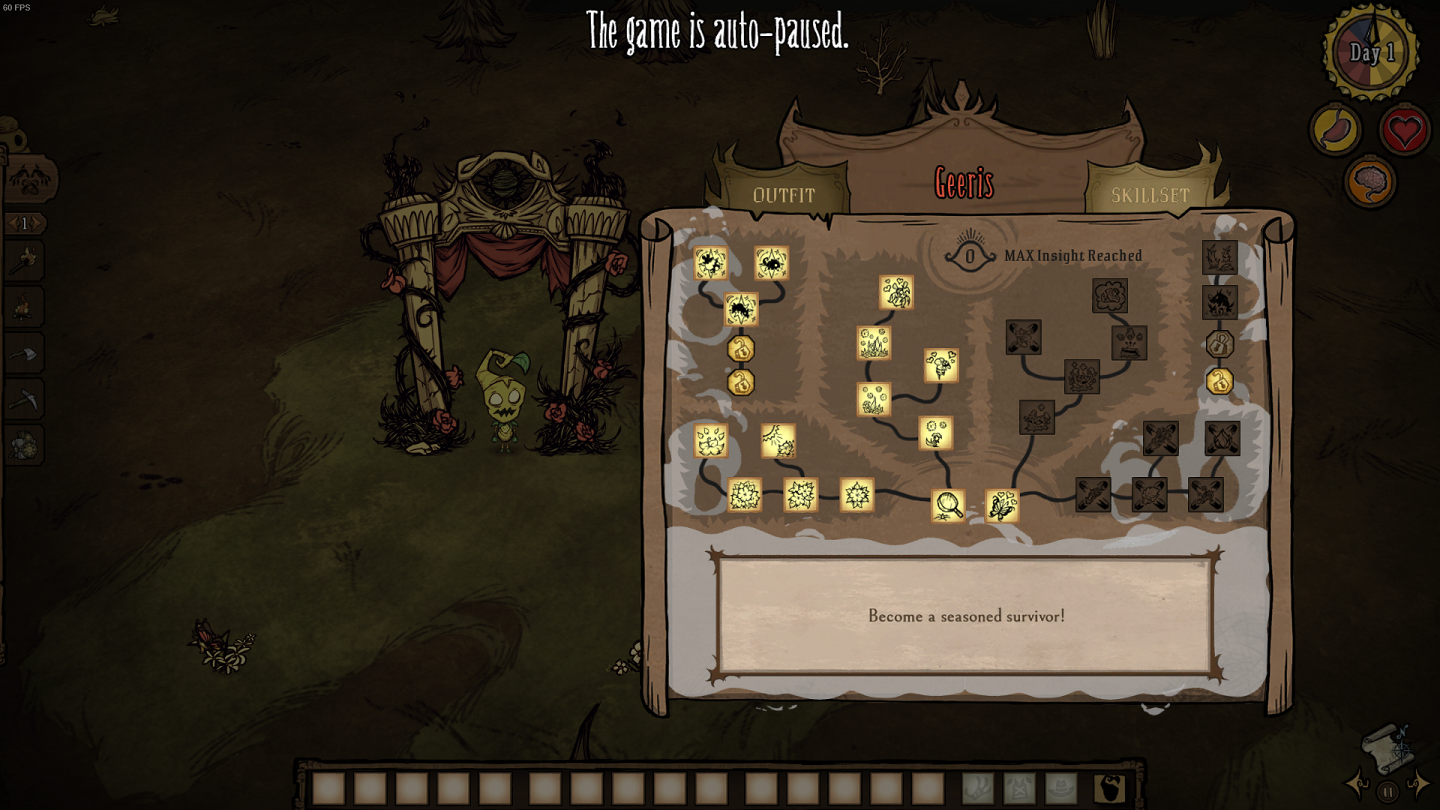 60 FPS
The game is auto-paused.
Day 1
OUTFIT
Geeris
SKILLSET
1
0
MAX Insight Reached
Become a seasoned survivor!
N